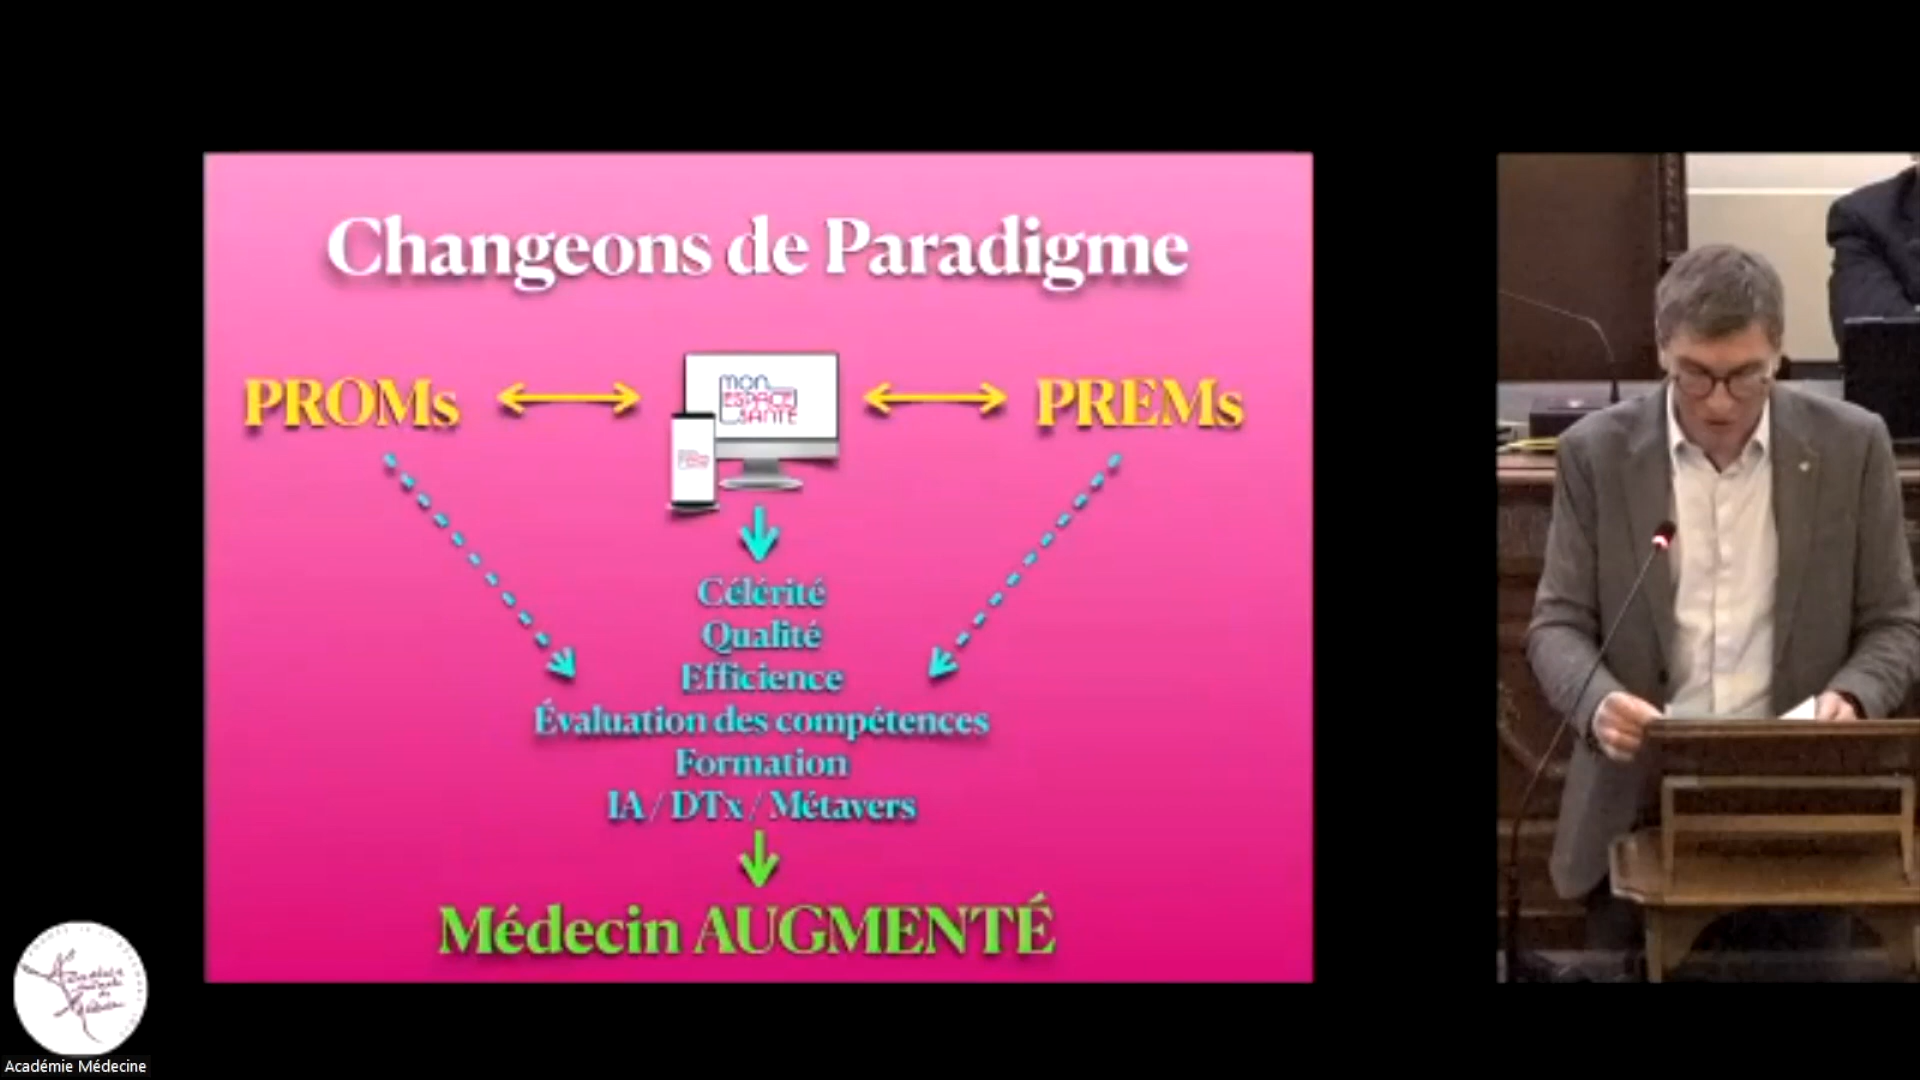 Changeons de Paradigme
PROMs
mon
espace
santé
PREMs
Célérité
Qualité
Efficience
Évaluation des compétences
Formation
IA / DTx / Métavers
Médecin AUGMENTÉ
Académie Médecine